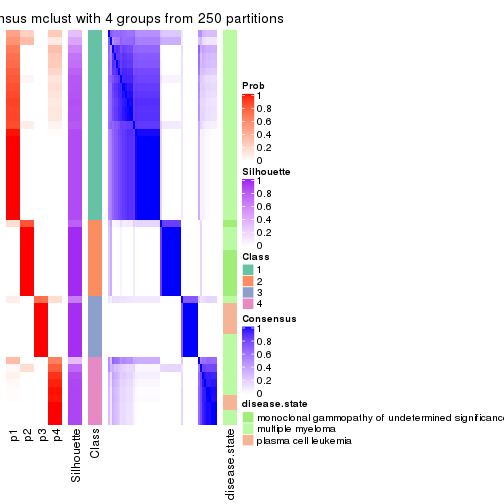 nsus mclust with 4 groups from 250 partitions
Prob
1
0.8
0.6
0.4
0.2
0
Silhouette
1
0.8
0.6
0.4
0.2
0
Class
1
2
3
4
Consensus
1
0.8
0.6
0.4
0.2
0
disease.state
monoclonal gammopathy of undetermined significance
multiple myeloma
plasma cell leukemia
p1
p2
p3
p4
Silhouette
Class
disease.state